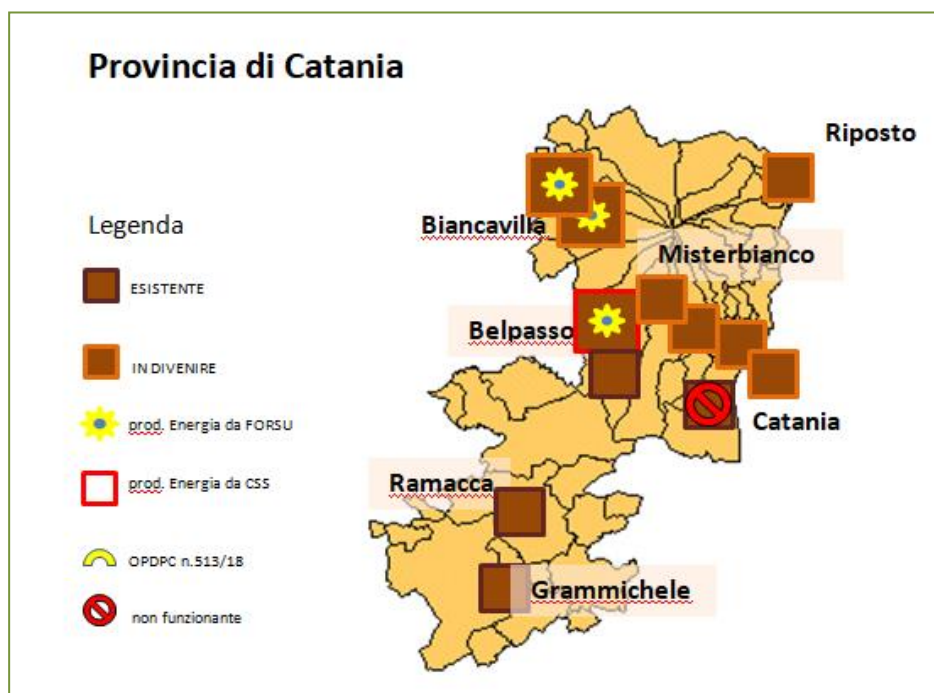 Provincia di Catania
Riposto
Legenda
Biancavilla
Misterbianco
ESISTENTE
Belpasso
IN DIVENIRE
prod. Energia da FORSU
Catania
prod. Energia da CSS
Ramacca
OPDPC n.513/18
Grammichele
non funzionante